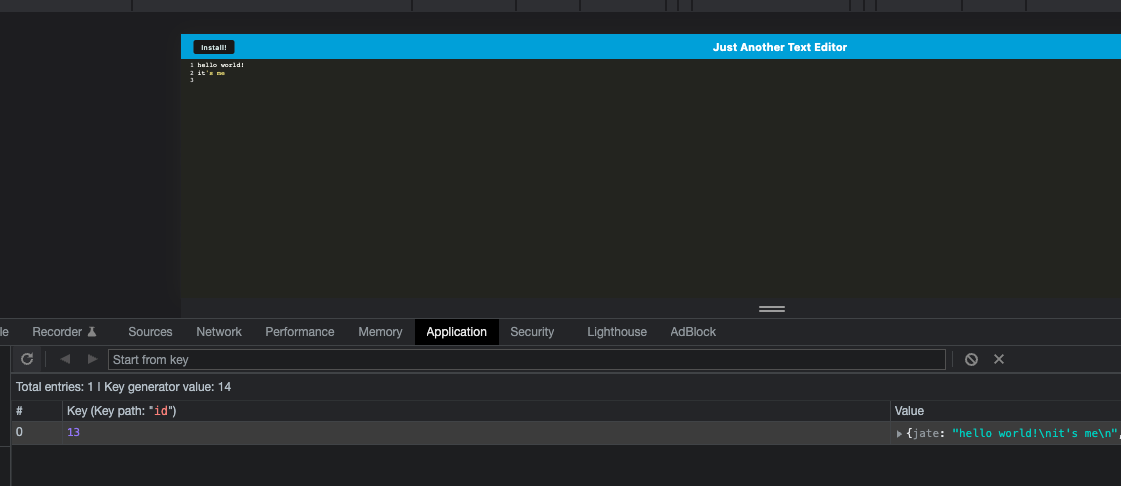 Install!
Just Another Text Editor
1 hello world!
2 it's me
3
le Recorder Sources Network Performance Memory Application Security Lighthouse AdBlock
Start from key
Total entries: 1 | Key generator value: 14
# Key (Key path: "id") Value
0 13 {jate: "hello world!\nit's me\n",